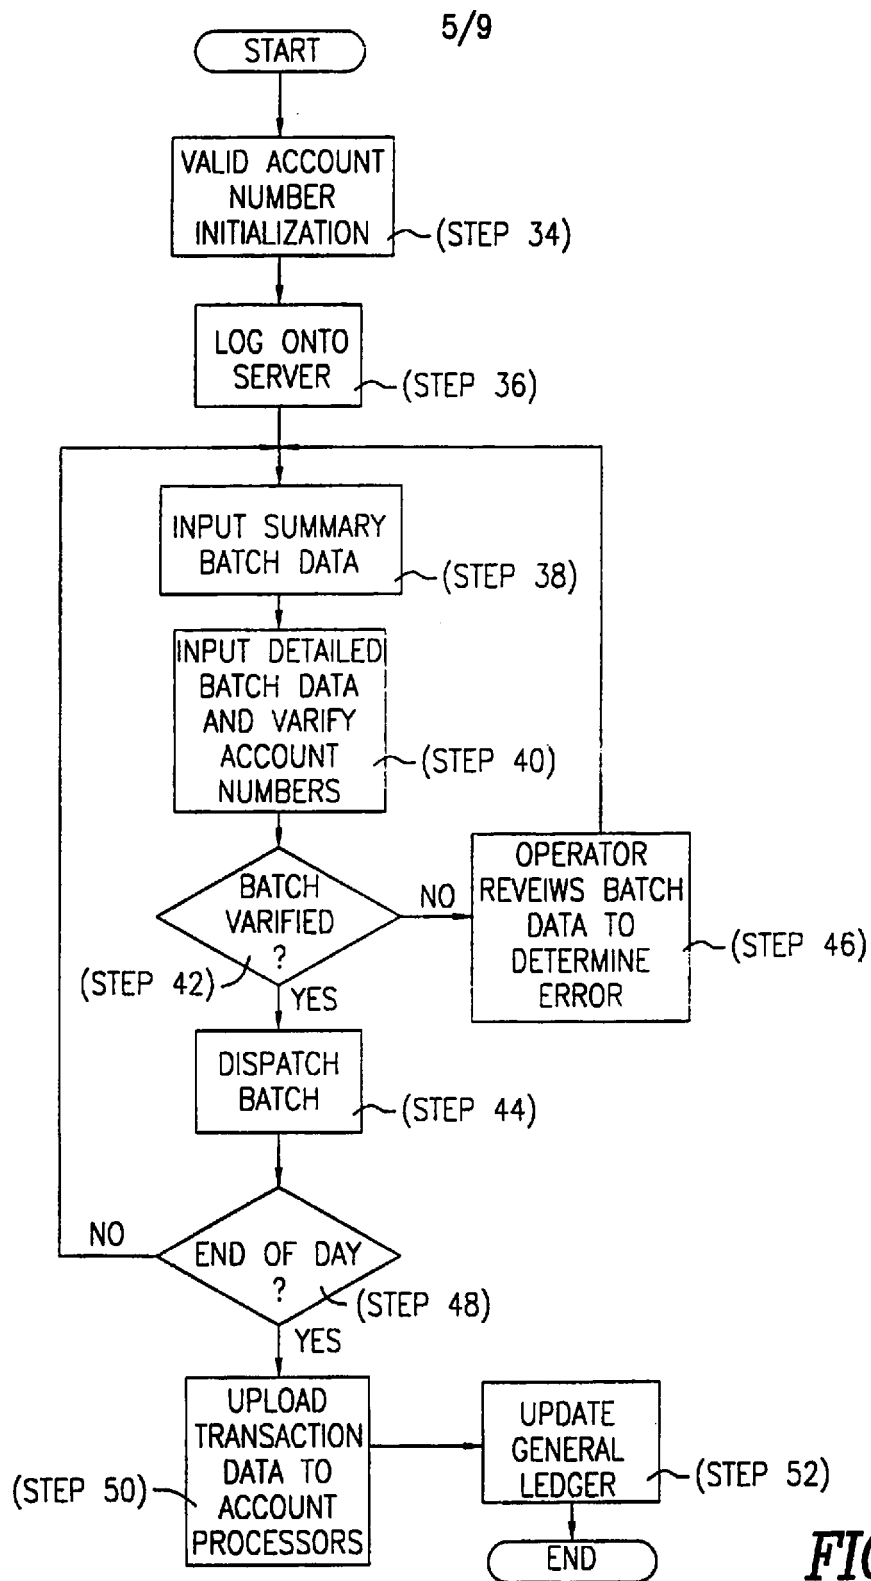 5/9
START
VALID ACCOUNT
NUMBER
INITIALIZATION
(STEP 34)
LOG ONTO
SERVER
(STEP 36)
INPUT SUMMARY
BATCH DATA
(STEP 38)
INPUT DETAILED
BATCH DATA
AND VARIFY
ACCOUNT
NUMBERS
(STEP 40)
BATCH
VARIFIED
?
(STEP 42)
NO
OPERATOR
REVEIWS BATCH
DATA TO
DETERMINE
ERROR
(STEP 46)
YES
DISPATCH
BATCH
(STEP 44)
NO
END OF DAY
?
(STEP 48)
YES
UPLOAD
TRANSACTION
DATA TO
ACCOUNT
PROCESSORS
(STEP 50)
UPDATE
GENERAL
LEDGER
(STEP 52)
END
FIG